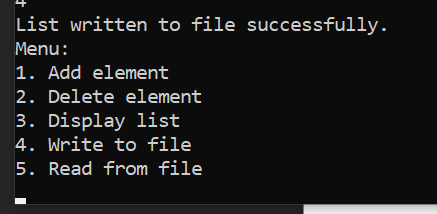 4
List written to file successfully.
Menu:
1. Add element
2. Delete element
3. Display list
4. Write to file
5. Read from file